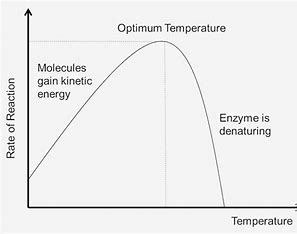 Optimum Temperature
Molecules
gain kinetic
energy
Rate of Reaction
Enzyme is
denaturing
Temperature